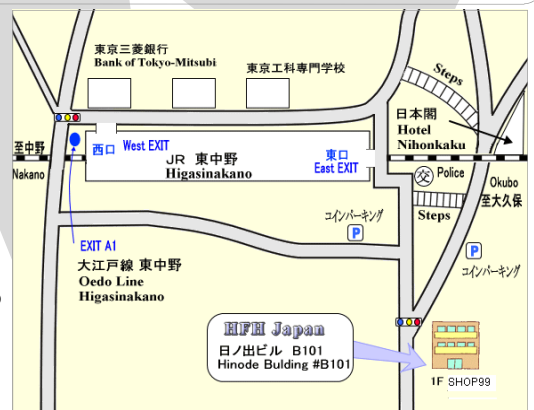 東京三菱銀行
Bank of Tokyo-Mitsubi
東京工科専門学校
Steps
日本閣
Hotel
Nihonkaku
至中野
Nakano
西口 West EXIT
JR 東中野
Higasinakano
東口
East EXIT
交 Police
Okubo
至大久保
Steps
コインパーキング
P
EXIT A1
大江戸線 東中野
Oedo Line
Higasinakano
P
コインパーキング
HFH Japan
日ノ出ビル B101
Hinode Bulding #B101
1F SHOP99